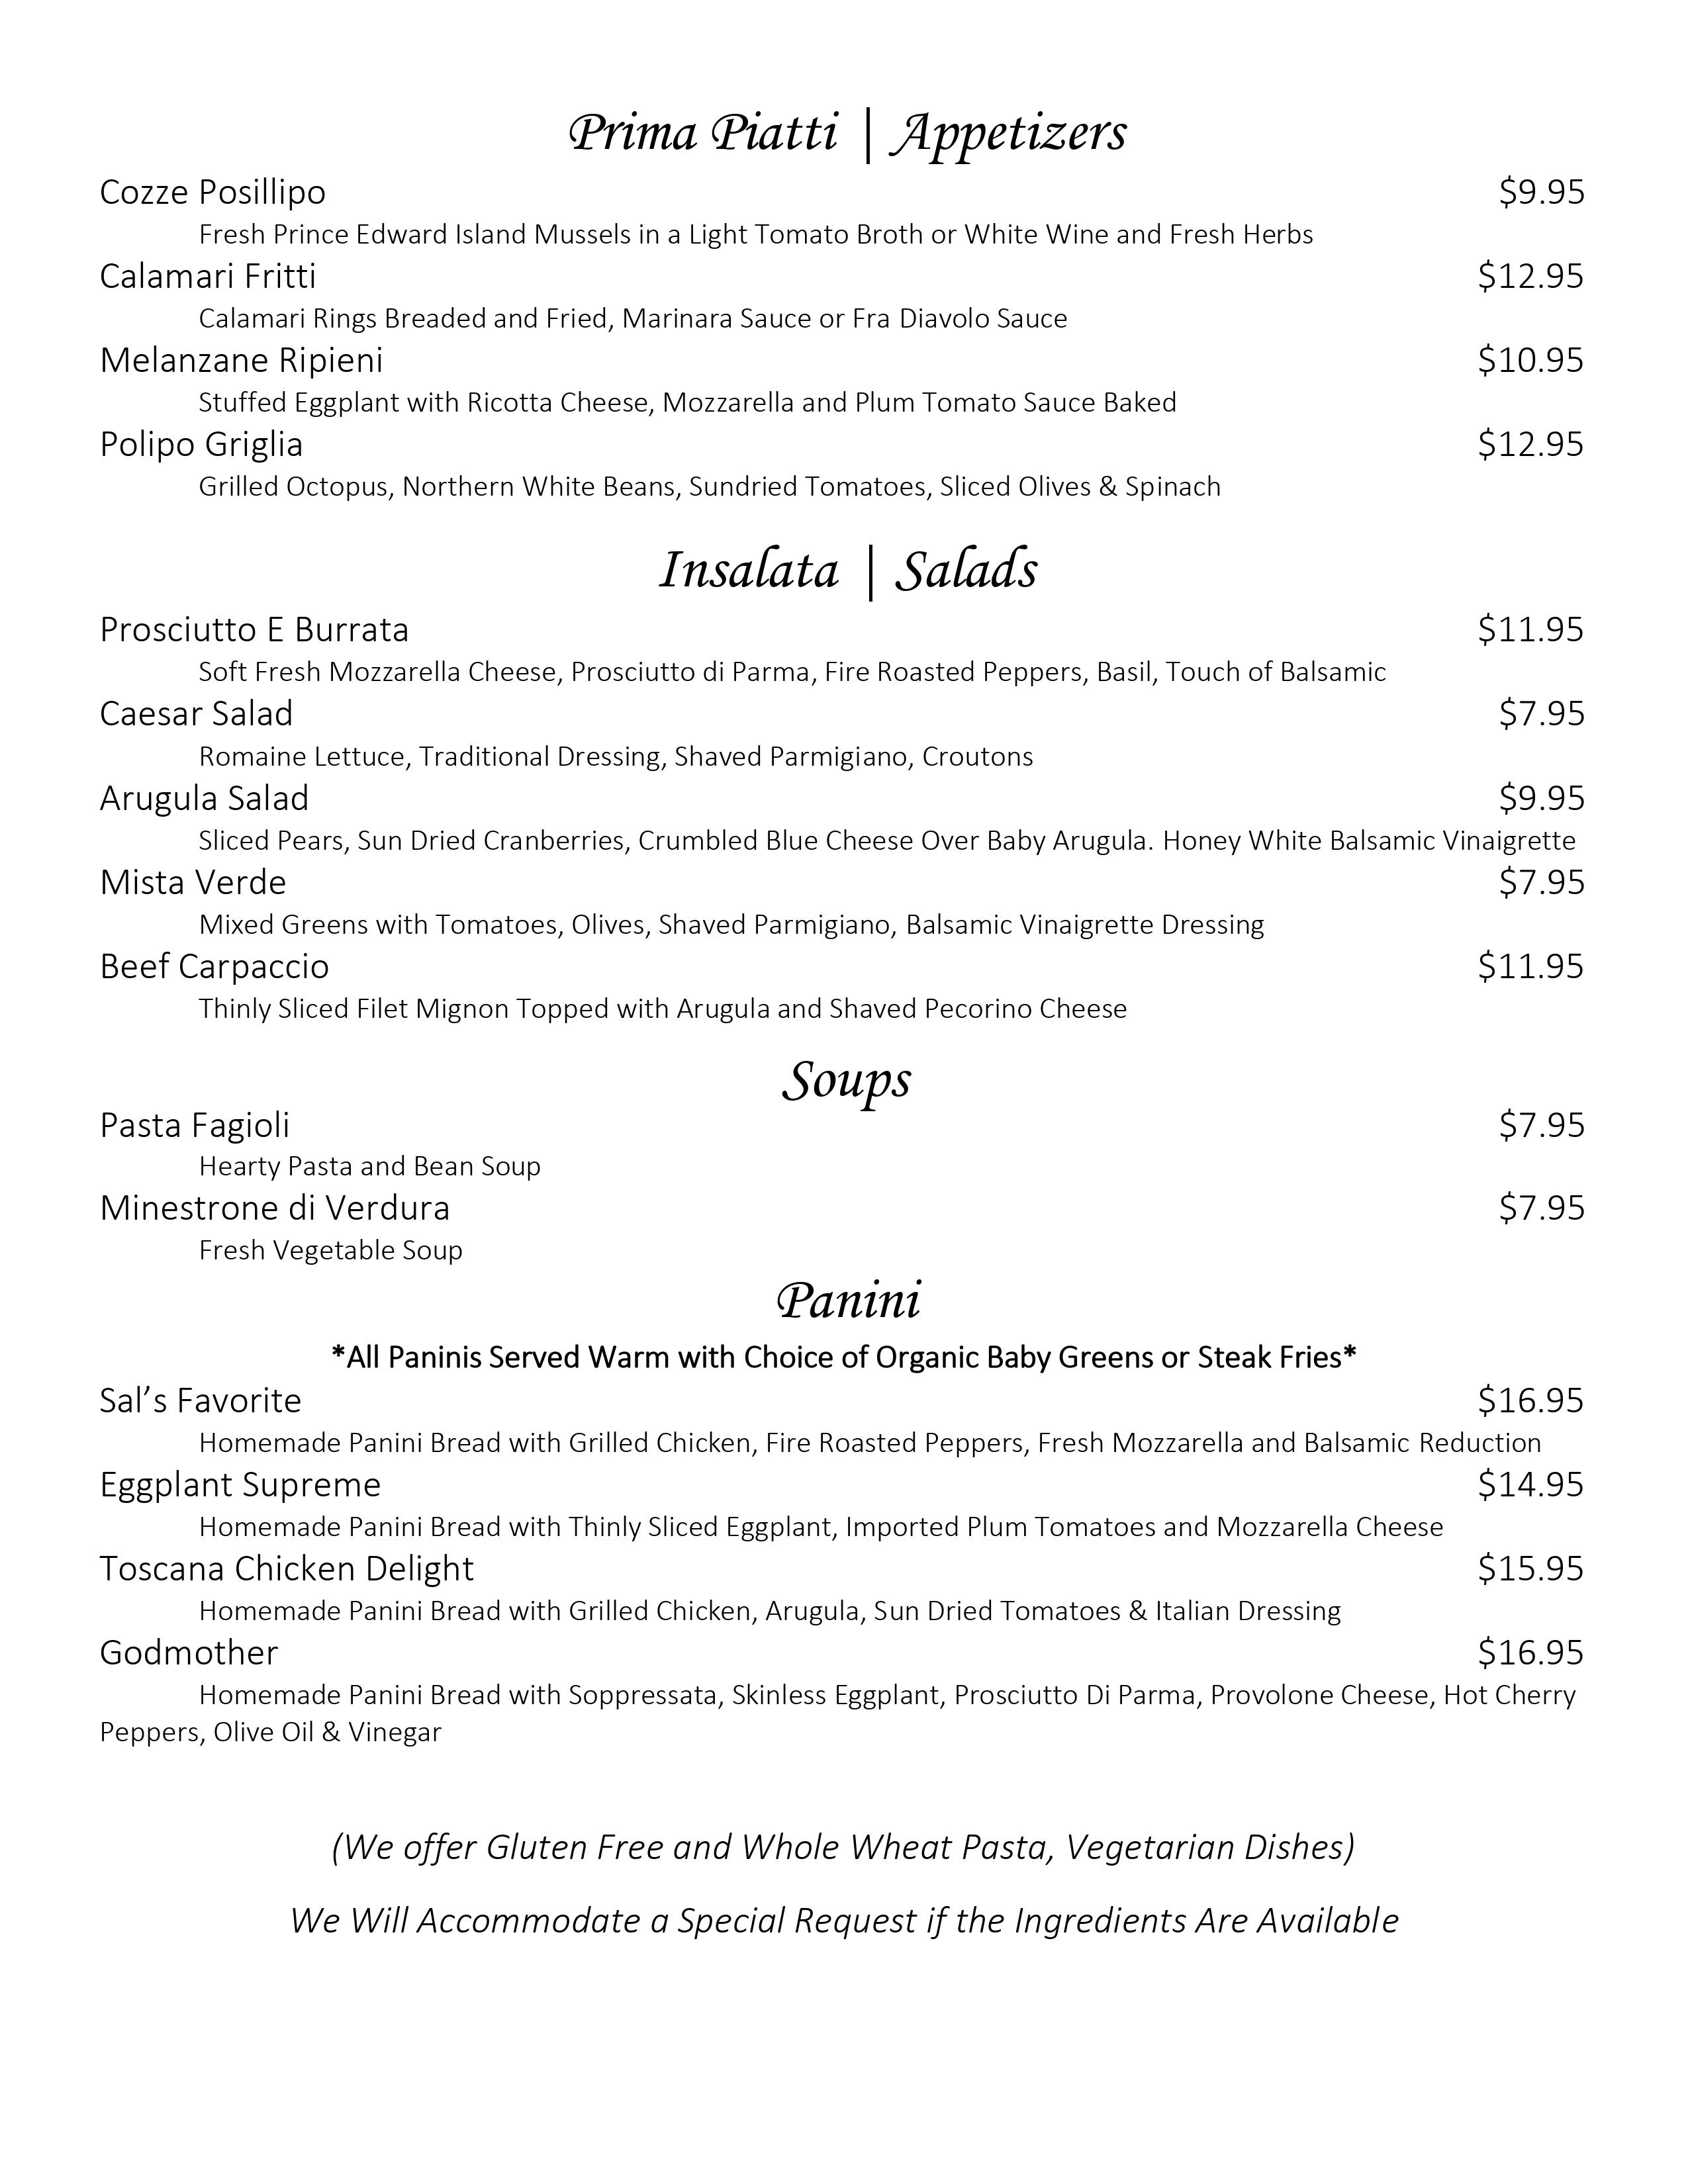 Prima Piatti | Appetizers
Cozze Posillipo $9.95
Fresh Prince Edward Island Mussels in a Light Tomato Broth or White Wine and Fresh Herbs
Calamari Fritti $12.95
Calamari Rings Breaded and Fried, Marinara Sauce or Fra Diavolo Sauce
Melanzane Ripieni $10.95
Stuffed Eggplant with Ricotta Cheese, Mozzarella and Plum Tomato Sauce Baked
Polipo Griglia $12.95
Grilled Octopus, Northern White Beans, Sundried Tomatoes, Sliced Olives & Spinach
Insalata | Salads
Prosciutto E Burrata $11.95
Soft Fresh Mozzarella Cheese, Prosciutto di Parma, Fire Roasted Peppers, Basil, Touch of Balsamic
Caesar Salad $7.95
Romaine Lettuce, Traditional Dressing, Shaved Parmigiano, Croutons
Arugula Salad $9.95
Sliced Pears, Sun Dried Cranberries, Crumbled Blue Cheese Over Baby Arugula. Honey White Balsamic Vinaigrette
Mista Verde $7.95
Mixed Greens with Tomatoes, Olives, Shaved Parmigiano, Balsamic Vinaigrette Dressing
Beef Carpaccio $11.95
Thinly Sliced Filet Mignon Topped with Arugula and Shaved Pecorino Cheese
Soups
Pasta Fagioli $7.95
Hearty Pasta and Bean Soup
Minestrone di Verdura $7.95
Fresh Vegetable Soup
Panini
*All Paninis Served Warm with Choice of Organic Baby Greens or Steak Fries*
Sal’s Favorite $16.95
Homemade Panini Bread with Grilled Chicken, Fire Roasted Peppers, Fresh Mozzarella and Balsamic Reduction
Eggplant Supreme $14.95
Homemade Panini Bread with Thinly Sliced Eggplant, Imported Plum Tomatoes and Mozzarella Cheese
Toscana Chicken Delight $15.95
Homemade Panini Bread with Grilled Chicken, Arugula, Sun Dried Tomatoes & Italian Dressing
Godmother $16.95
Homemade Panini Bread with Soppressata, Skinless Eggplant, Prosciutto Di Parma, Provolone Cheese, Hot Cherry
Peppers, Olive Oil & Vinegar
(We offer Gluten Free and Whole Wheat Pasta, Vegetarian Dishes)
We Will Accommodate a Special Request if the Ingredients Are Available